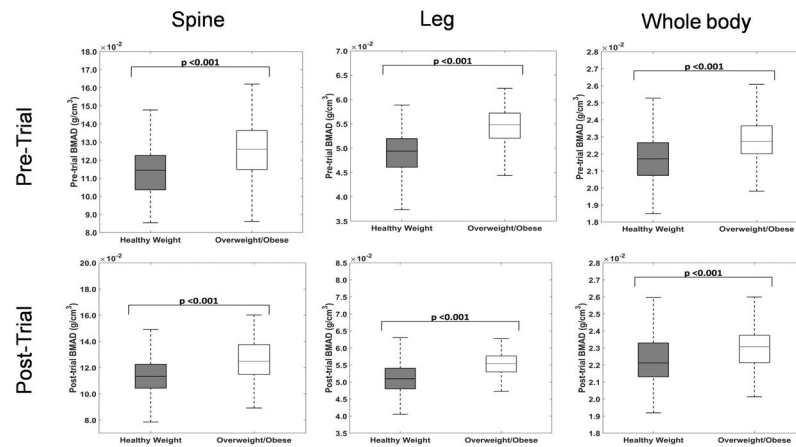 Spine
Leg
Whole body
Pre-Trial
×10⁻²
Pre-trial BMAD (g/cm³)
18.0
17.0
16.0
15.0
14.0
13.0
12.0
11.0
10.0
9.0
8.0
p <0.001
Healthy Weight Overweight/Obese
×10⁻²
Pre-trial BMAD (g/cm³)
7.0
6.5
6.0
5.5
5.0
4.5
4.0
3.5
p <0.001
Healthy Weight Overweight/Obese
×10⁻²
Pre-trial BMAD (g/cm³)
2.8
2.7
2.6
2.5
2.4
2.3
2.2
2.1
2.0
1.9
1.8
p <0.001
Healthy Weight Overweight/Obese
Post-Trial
×10⁻²
Post-trial BMAD (g/cm³)
20.0
18.0
16.0
14.0
12.0
10.0
8.0
p <0.001
Healthy Weight Overweight/Obese
×10⁻²
Post-trial BMAD (g/cm³)
8.5
8.0
7.5
7.0
6.5
6.0
5.5
5.0
4.5
4.0
3.5
p <0.001
Healthy Weight Overweight/Obese
×10⁻²
Post-trial BMAD (g/cm³)
2.8
2.7
2.6
2.5
2.4
2.3
2.2
2.1
2.0
1.9
1.8
p <0.001
Healthy Weight Overweight/Obese